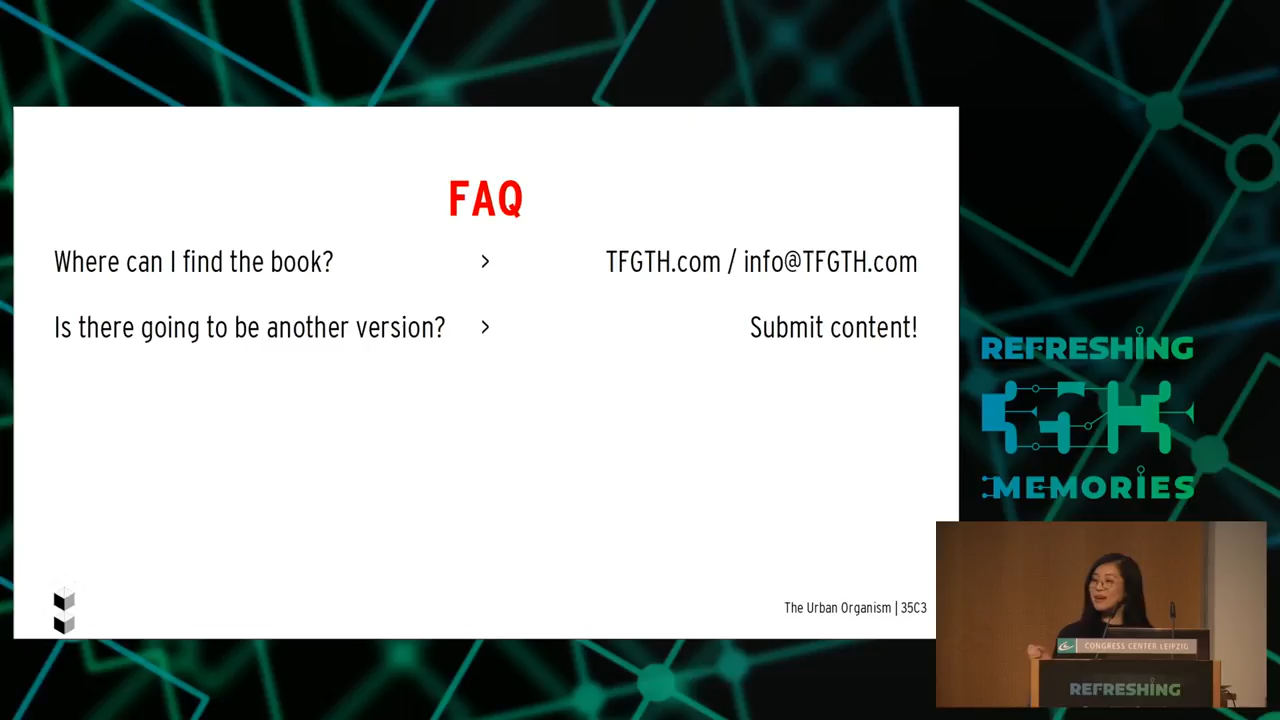 FAQ
Where can I find the book? > TFGTH.com / info@TFGTH.com
Is there going to be another version? > Submit content!
The Urban Organism | 35C3
REFRESHING
35C3
MEMORIES
CONGRESS CENTER LEIPZIG
REFRESHING